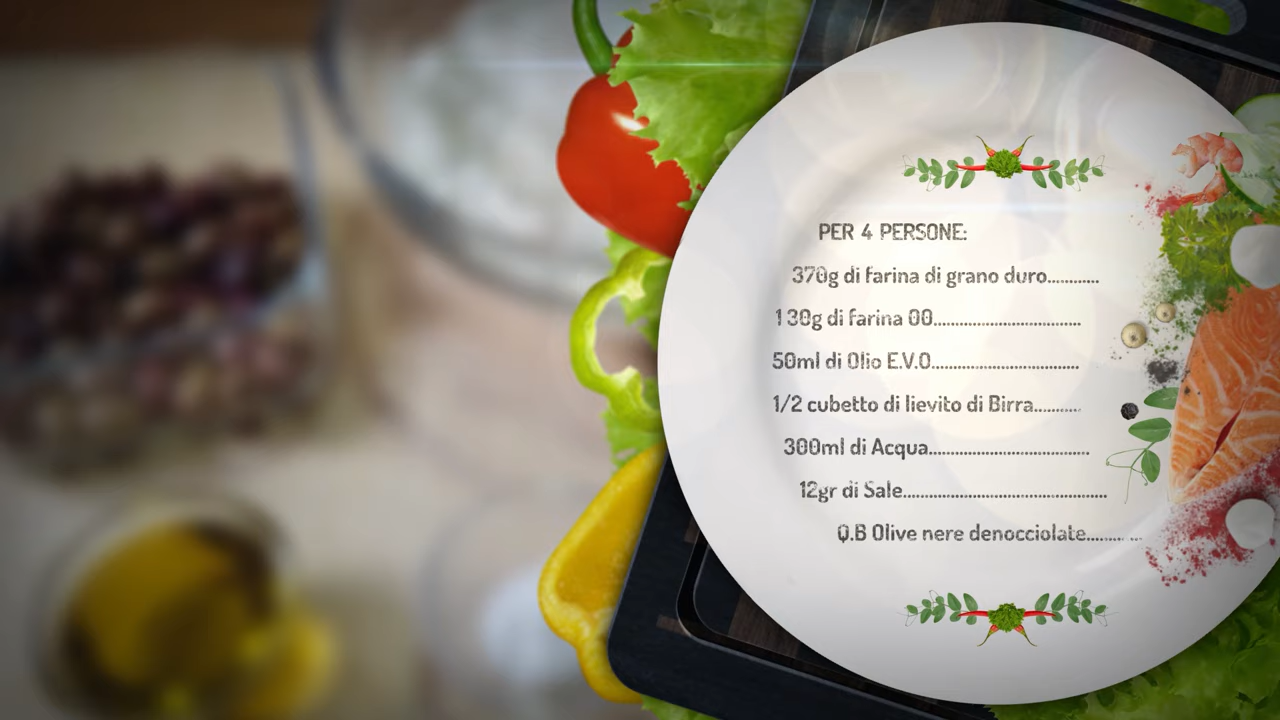 PER 4 PERSONE:
370g di farina di grano duro............
130g di farina 00...................................
50ml di Olio E.V.O...................................
1/2 cubetto di lievito di Birra...........
300ml di Acqua......................................
12gr di Sale.................................................
Q.B Olive nere denocciolate.............